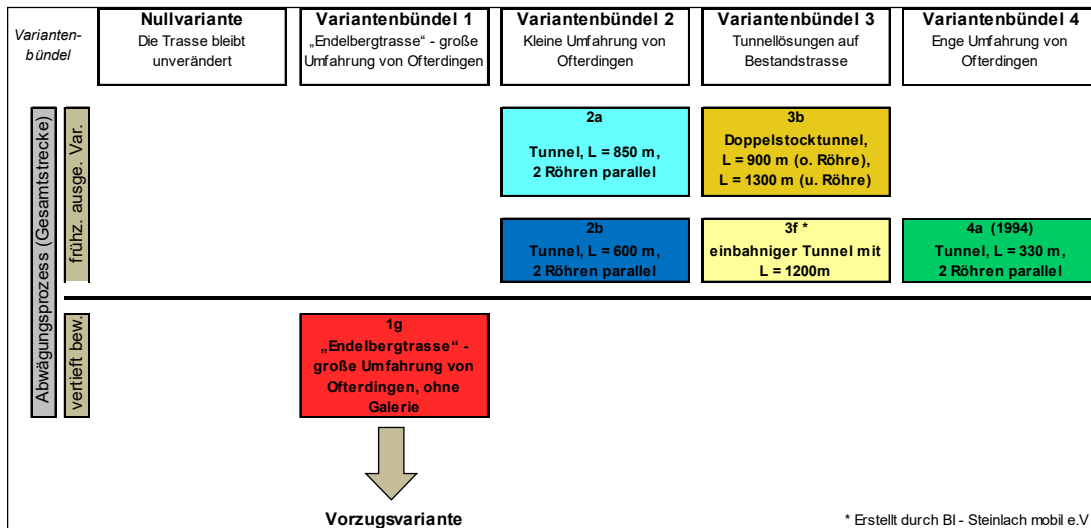 Varianten-
bündel
Nullvariante
Die Trasse bleibt
unverändert
Variantenbündel 1
„Endelbergtrasse“ - große
Umfahrung von Ofterdingen
Variantenbündel 2
Kleine Umfahrung von
Ofterdingen
Variantenbündel 3
Tunnellösungen auf
Bestandstrasse
Variantenbündel 4
Enge Umfahrung von
Ofterdingen
Abwägungsprozess (Gesamtstrecke)
frühz. ausge. Var.
2a
Tunnel, L = 850 m,
2 Röhren parallel
3b
Doppelstocktunnel,
L = 900 m (o. Röhre),
L = 1300 m (u. Röhre)
2b
Tunnel, L = 600 m,
2 Röhren parallel
3f *
einbahniger Tunnel mit
L = 1200m
4a (1994)
Tunnel, L = 330 m,
2 Röhren parallel
vertieft bew.
1g
„Endelbergtrasse“ -
große Umfahrung von
Ofterdingen, ohne
Galerie
Vorzugsvariante
* Erstellt durch BI - Steinlach mobil e.V